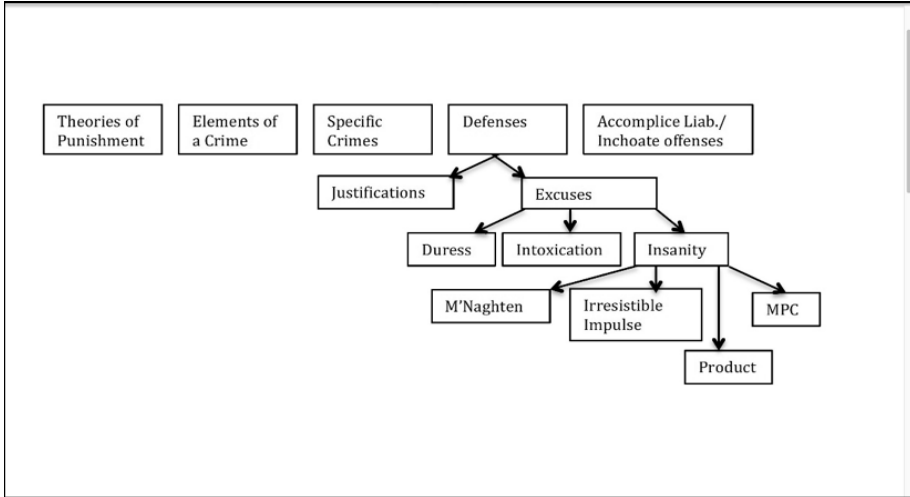 Theories of
Punishment
Elements of
a Crime
Specific
Crimes
Defenses
Accomplice Liab./
Inchoate offenses
Justifications
Excuses
Duress
Intoxication
Insanity
M'Naghten
Irresistible
Impulse
MPC
Product